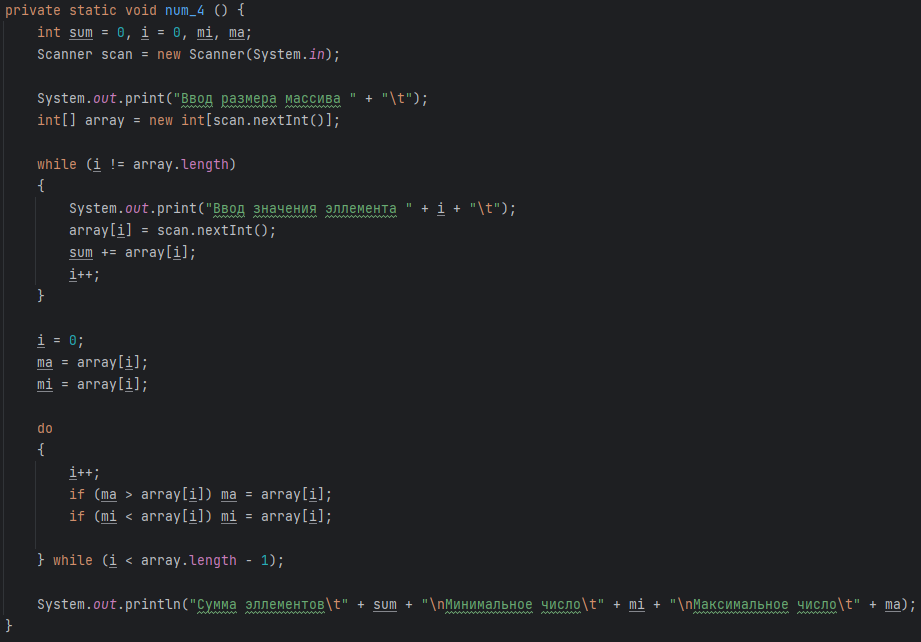 private static void num_4 () {
int sum = 0, i = 0, mi, ma;
Scanner scan = new Scanner(System.in);
System.out.print("Ввод размера массива " + "\t");
int[] array = new int[scan.nextInt()];
while (i != array.length)
{
System.out.print("Ввод значения эллемента " + i + "\t");
array[i] = scan.nextInt();
sum += array[i];
i++;
}
i = 0;
ma = array[i];
mi = array[i];
do
{
i++;
if (ma > array[i]) ma = array[i];
if (mi < array[i]) mi = array[i];
} while (i < array.length - 1);
System.out.println("Сумма эллементов\t" + sum + "\nМинимальное число\t" + mi + "\nМаксимальное число\t" + ma);
}